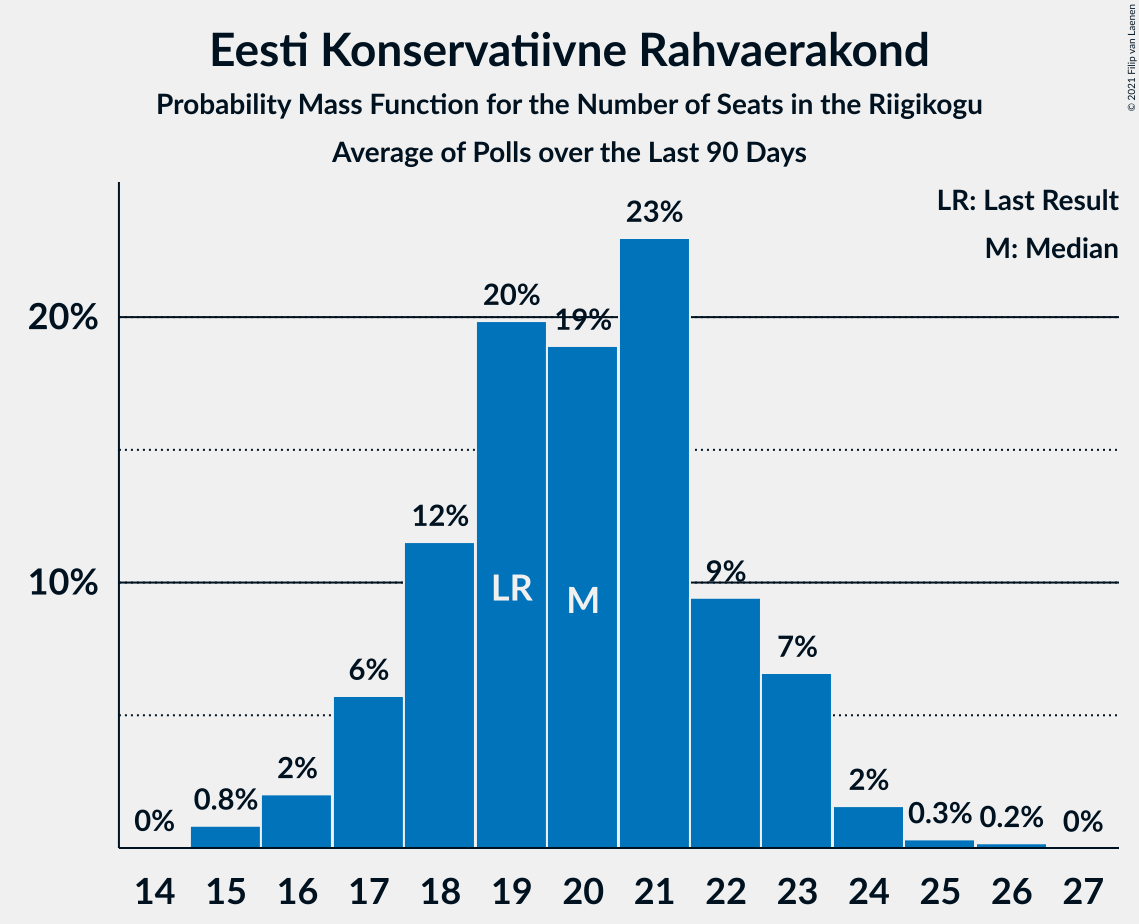 Eesti Konservatiivne Rahvaerakond
Probability Mass Function for the Number of Seats in the Riigikogu
Average of Polls over the Last 90 Days
© 2021 Filip van Laenen
LR: Last Result
M: Median
23%
20%
19%
20%
12%
9%
10%
LR
M
7%
6%
2%
2%
0.8%
0.3%
0.2%
0%
0%
14 15 16 17 18 19 20 21 22 23 24 25 26 27